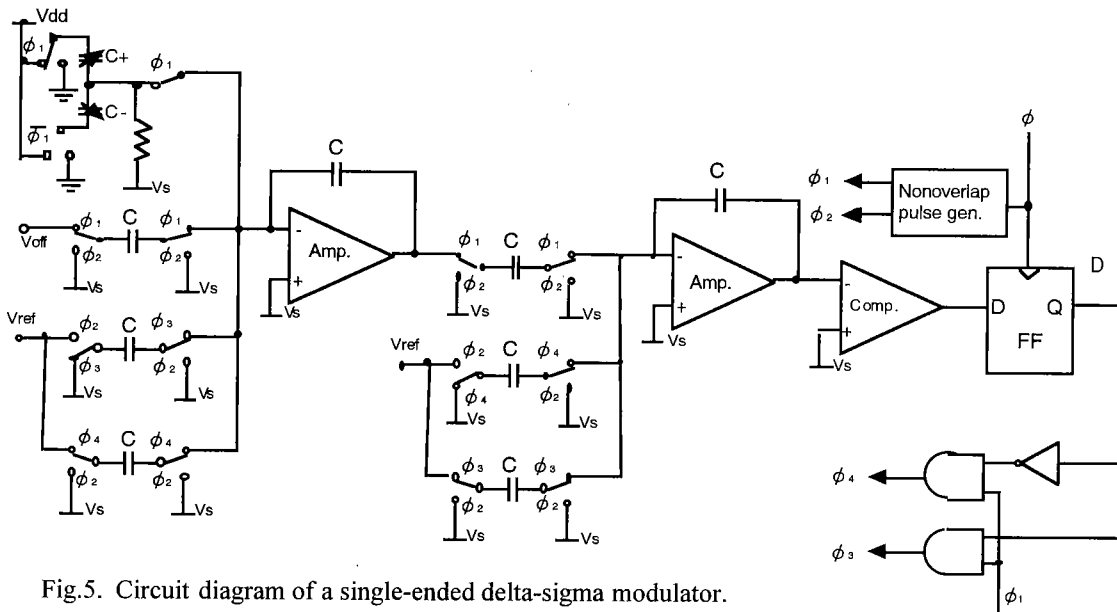 Vdd
ϕ1
C+
ϕ1
C-
ϕ̅1
Vs
C
C
ϕ
ϕ1
ϕ2
Nonoverlap
pulse gen.
Voff
ϕ1
C
ϕ1
ϕ2
ϕ2
Vs
Vs
-
Amp.
+
Vs
ϕ1
C
ϕ1
ϕ2
ϕ2
Vs
Vs
-
Amp.
+
Vs
-
Comp.
+
Vs
D
D
Q
FF
Vref
ϕ2
C
ϕ3
ϕ3
ϕ2
Vs
Vs
Vref
ϕ2
C
ϕ4
ϕ4
ϕ2
Vs
Vs
ϕ4
C
ϕ4
ϕ2
ϕ2
Vs
Vs
ϕ3
C
ϕ3
ϕ2
ϕ2
Vs
Vs
ϕ4
ϕ3
ϕ1
Fig.5. Circuit diagram of a single-ended delta-sigma modulator.